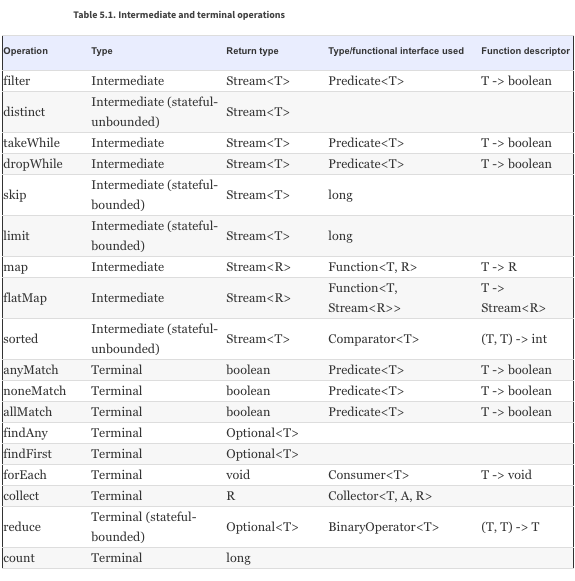 Table 5.1. Intermediate and terminal operations
Operation Type Return type Type/functional interface used Function descriptor
filter Intermediate Stream<T> Predicate<T> T -> boolean
distinct Intermediate (stateful-
unbounded) Stream<T>
takeWhile Intermediate Stream<T> Predicate<T> T -> boolean
dropWhile Intermediate Stream<T> Predicate<T> T -> boolean
skip Intermediate (stateful-
bounded) Stream<T> long
limit Intermediate (stateful-
bounded) Stream<T> long
map Intermediate Stream<R> Function<T, R> T -> R
flatMap Intermediate Stream<R> Function<T,
Stream<R>> T ->
Stream<R>
sorted Intermediate (stateful-
unbounded) Stream<T> Comparator<T> (T, T) -> int
anyMatch Terminal boolean Predicate<T> T -> boolean
noneMatch Terminal boolean Predicate<T> T -> boolean
allMatch Terminal boolean Predicate<T> T -> boolean
findAny Terminal Optional<T>
findFirst Terminal Optional<T>
forEach Terminal void Consumer<T> T -> void
collect Terminal R Collector<T, A, R>
reduce Terminal (stateful-
bounded) Optional<T> BinaryOperator<T> (T, T) -> T
count Terminal long